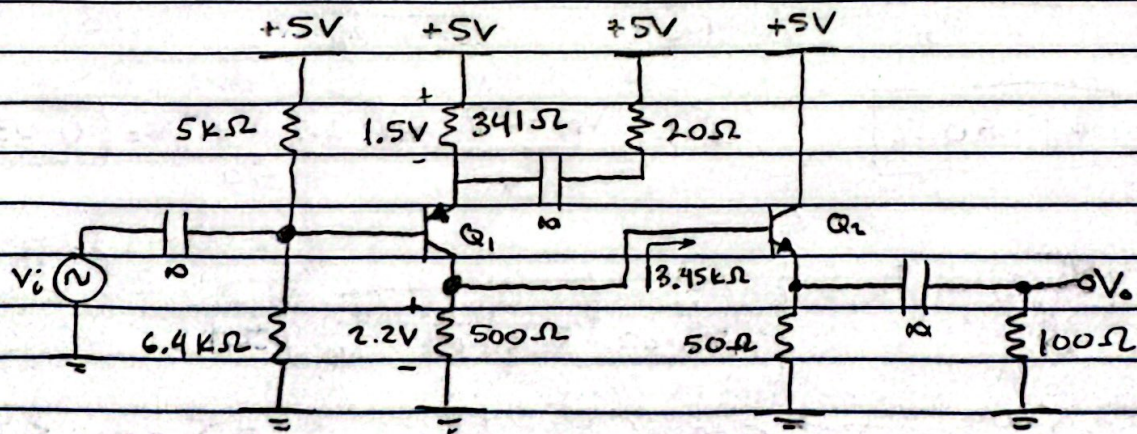 +5V +5V +5V +5V
5kΩ 1.5V + - 341Ω 20Ω
∞ Q₁ ∞ Q₂
Vi 3.45kΩ Vo
6.4KΩ 2.2V + - 500Ω 50Ω ∞ 100Ω